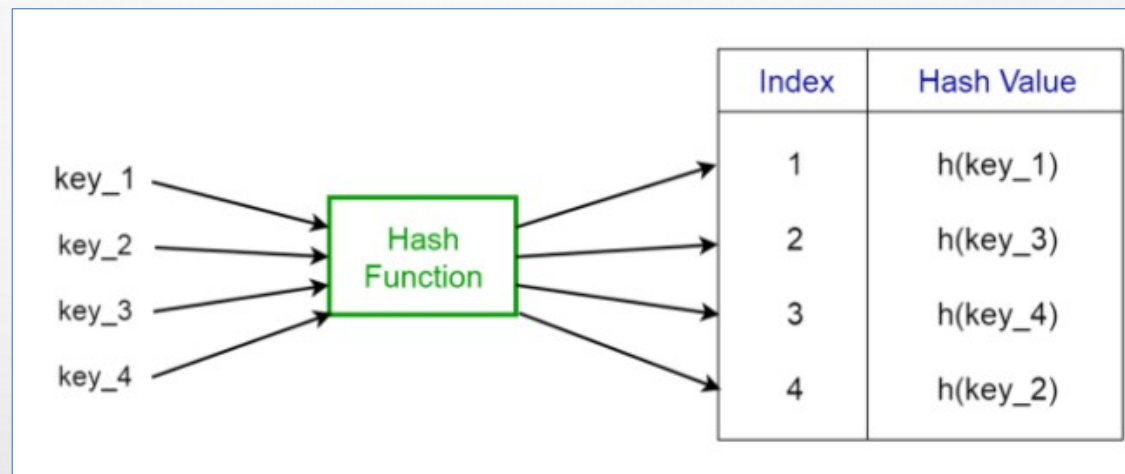 key_1
key_2
key_3
key_4
Hash
Function
Index Hash Value
1 h(key_1)
2 h(key_3)
3 h(key_4)
4 h(key_2)